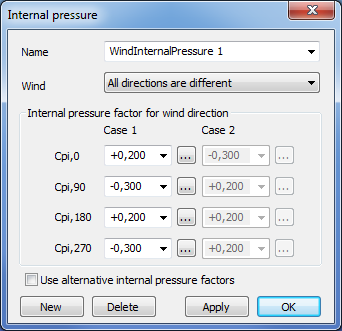 Internal pressure
Name WindInternalPressure 1
Wind All directions are different
Internal pressure factor for wind direction
Case 1 Case 2
Cpi,0 +0,200 ... -0,300 ...
Cpi,90 -0,300 ... +0,200 ...
Cpi,180 +0,200 ... +0,200 ...
Cpi,270 -0,300 ... +0,200 ...
Use alternative internal pressure factors
New Delete Apply OK